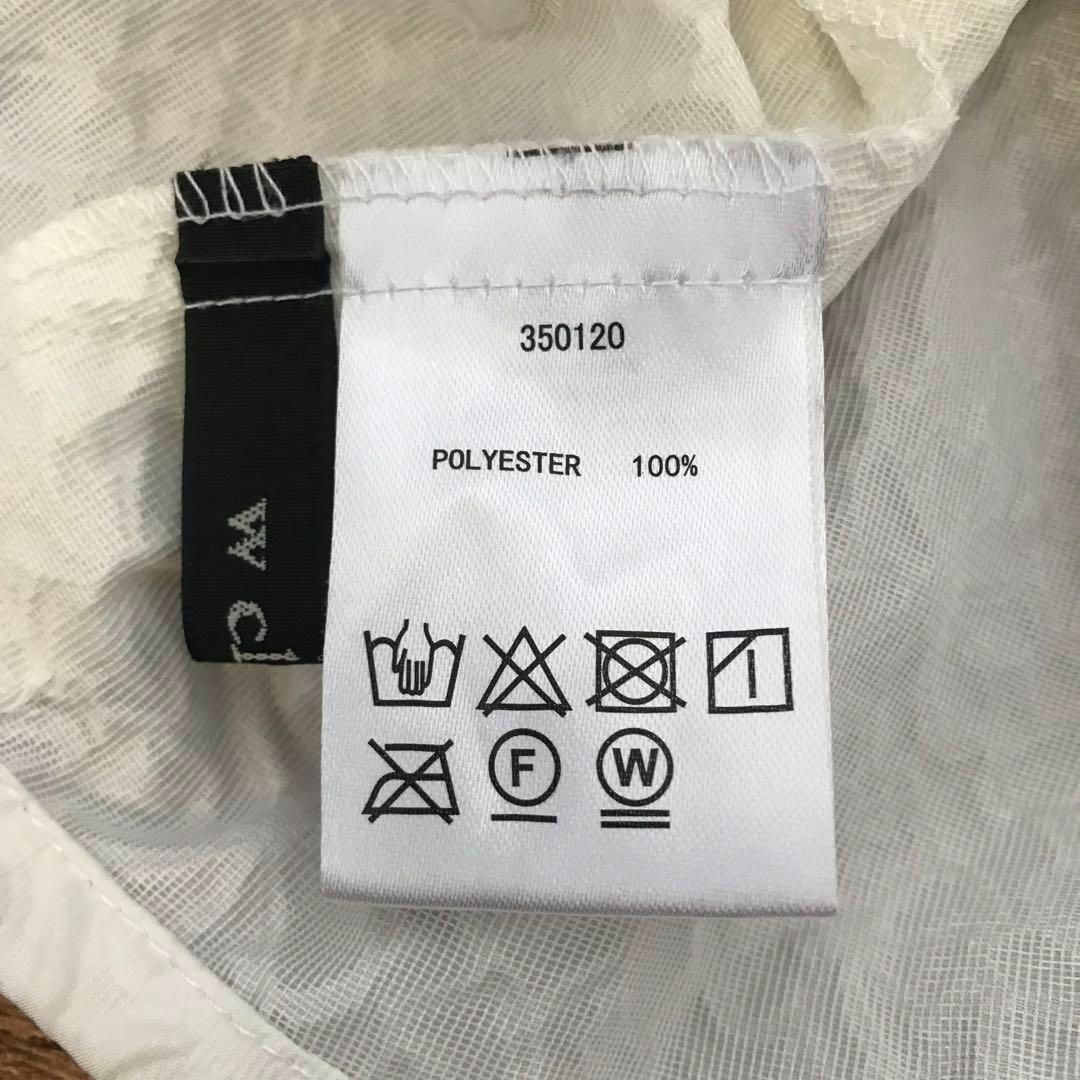 350120
POLYESTER 100%
F W
W C